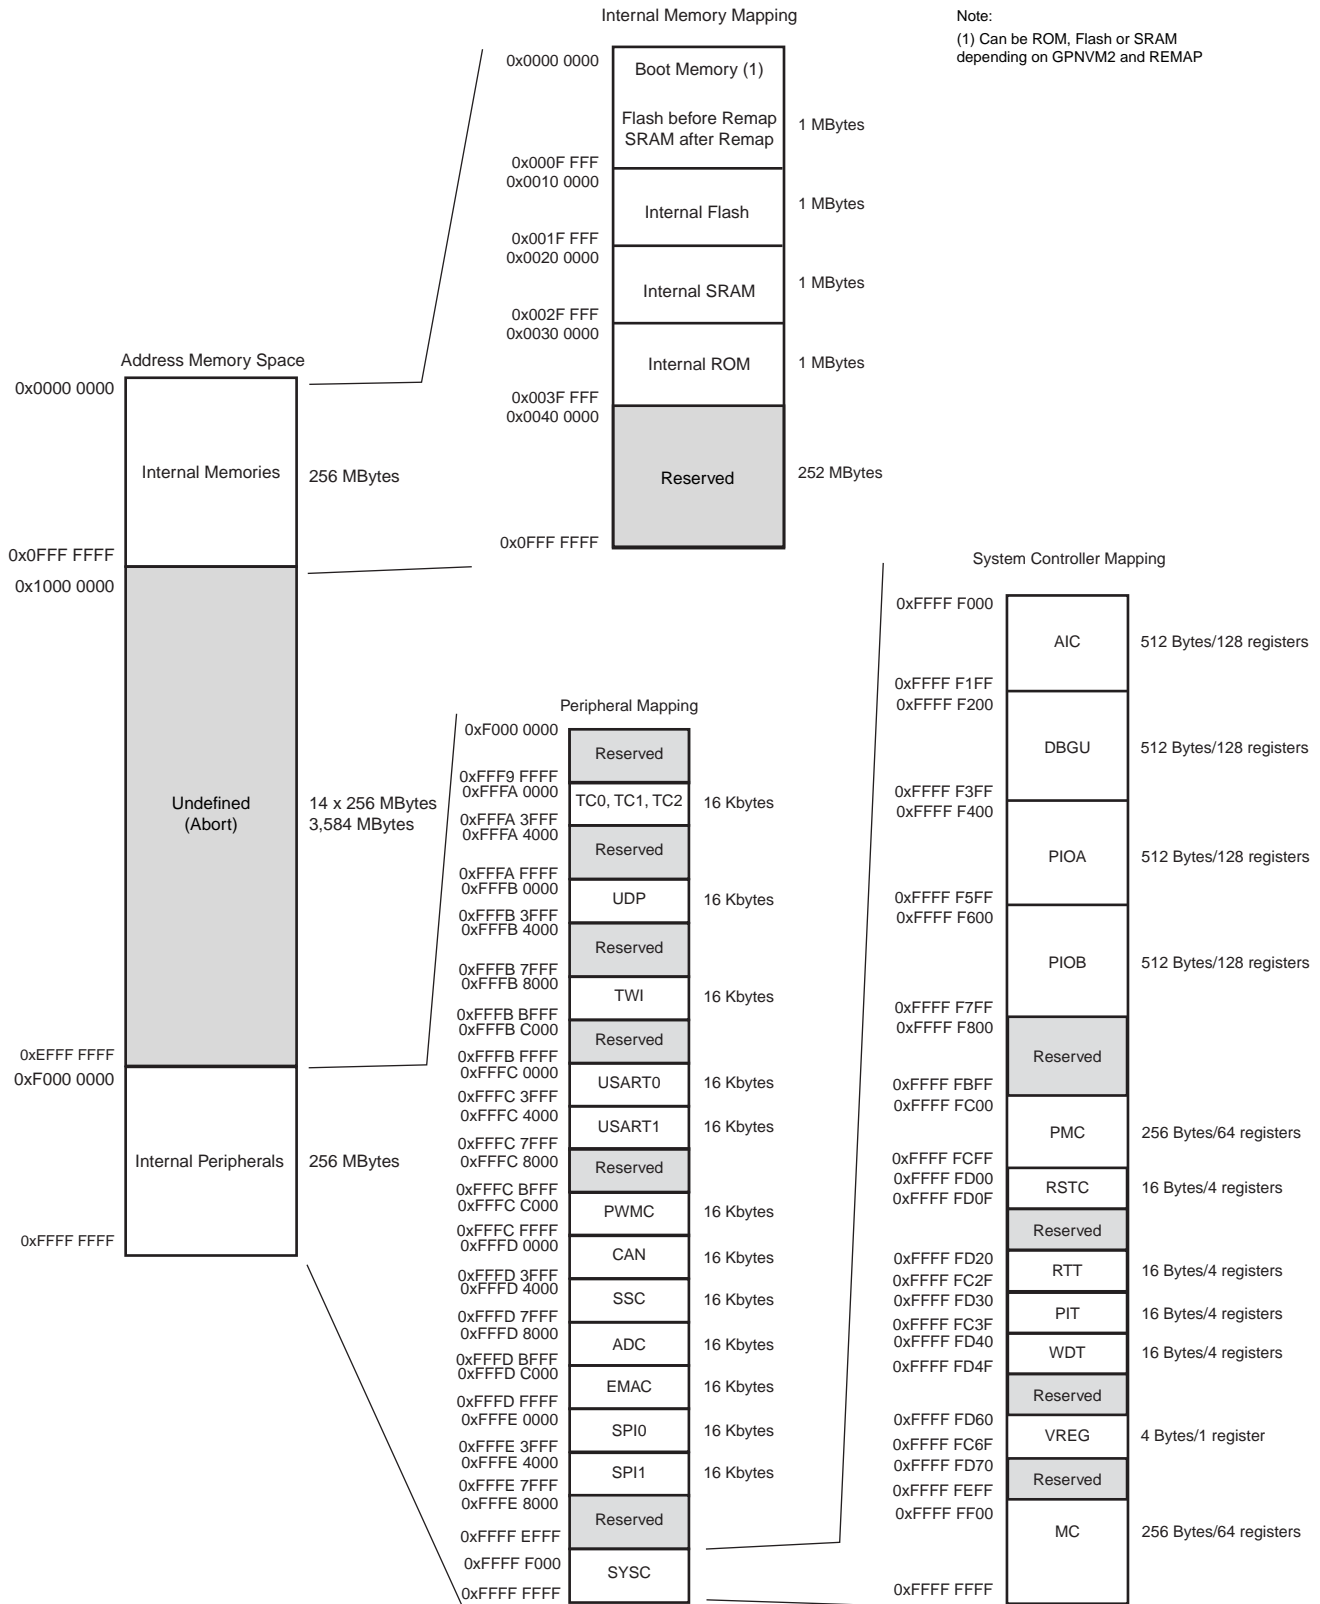 Internal Memory Mapping
Note:
(1) Can be ROM, Flash or SRAM
depending on GPNVM2 and REMAP
0x0000 0000
Boot Memory (1)
Flash before Remap
SRAM after Remap
1 MBytes
0x000F FFF
0x0010 0000
Internal Flash
1 MBytes
0x001F FFF
0x0020 0000
Internal SRAM
1 MBytes
0x002F FFF
0x0030 0000
Internal ROM
1 MBytes
0x003F FFF
0x0040 0000
Reserved
252 MBytes
0x0FFF FFFF
Address Memory Space
0x0000 0000
Internal Memories
256 MBytes
0x0FFF FFFF
0x1000 0000
Undefined
(Abort)
14 x 256 MBytes
3,584 MBytes
0xEFFF FFFF
0xF000 0000
Internal Peripherals
256 MBytes
0xFFFF FFFF
Peripheral Mapping
0xF000 0000
Reserved
0xFFF9 FFFF
0xFFFA 0000
TC0, TC1, TC2
16 Kbytes
0xFFFA 3FFF
0xFFFA 4000
Reserved
0xFFFA FFFF
0xFFFB 0000
UDP
16 Kbytes
0xFFFB 3FFF
0xFFFB 4000
Reserved
0xFFFB 7FFF
0xFFFB 8000
TWI
16 Kbytes
0xFFFB BFFF
0xFFFB C000
Reserved
0xFFFB FFFF
0xFFFC 0000
USART0
16 Kbytes
0xFFFC 3FFF
0xFFFC 4000
USART1
16 Kbytes
0xFFFC 7FFF
0xFFFC 8000
Reserved
0xFFFC BFFF
0xFFFC C000
PWMC
16 Kbytes
0xFFFC FFFF
0xFFFD 0000
CAN
16 Kbytes
0xFFFD 3FFF
0xFFFD 4000
SSC
16 Kbytes
0xFFFD 7FFF
0xFFFD 8000
ADC
16 Kbytes
0xFFFD BFFF
0xFFFD C000
EMAC
16 Kbytes
0xFFFD FFFF
0xFFFE 0000
SPI0
16 Kbytes
0xFFFE 3FFF
0xFFFE 4000
SPI1
16 Kbytes
0xFFFE 7FFF
0xFFFE 8000
Reserved
0xFFFF EFFF
0xFFFF F000
SYSC
0xFFFF FFFF
System Controller Mapping
0xFFFF F000
AIC
512 Bytes/128 registers
0xFFFF F1FF
0xFFFF F200
DBGU
512 Bytes/128 registers
0xFFFF F3FF
0xFFFF F400
PIOA
512 Bytes/128 registers
0xFFFF F5FF
0xFFFF F600
PIOB
512 Bytes/128 registers
0xFFFF F7FF
0xFFFF F800
Reserved
0xFFFF FBFF
0xFFFF FC00
PMC
256 Bytes/64 registers
0xFFFF FCFF
0xFFFF FD00
RSTC
16 Bytes/4 registers
0xFFFF FD0F
Reserved
0xFFFF FD20
RTT
16 Bytes/4 registers
0xFFFF FC2F
0xFFFF FD30
PIT
16 Bytes/4 registers
0xFFFF FC3F
0xFFFF FD40
WDT
16 Bytes/4 registers
0xFFFF FD4F
Reserved
0xFFFF FD60
VREG
4 Bytes/1 register
0xFFFF FC6F
0xFFFF FD70
Reserved
0xFFFF FEFF
0xFFFF FF00
MC
256 Bytes/64 registers
0xFFFF FFFF